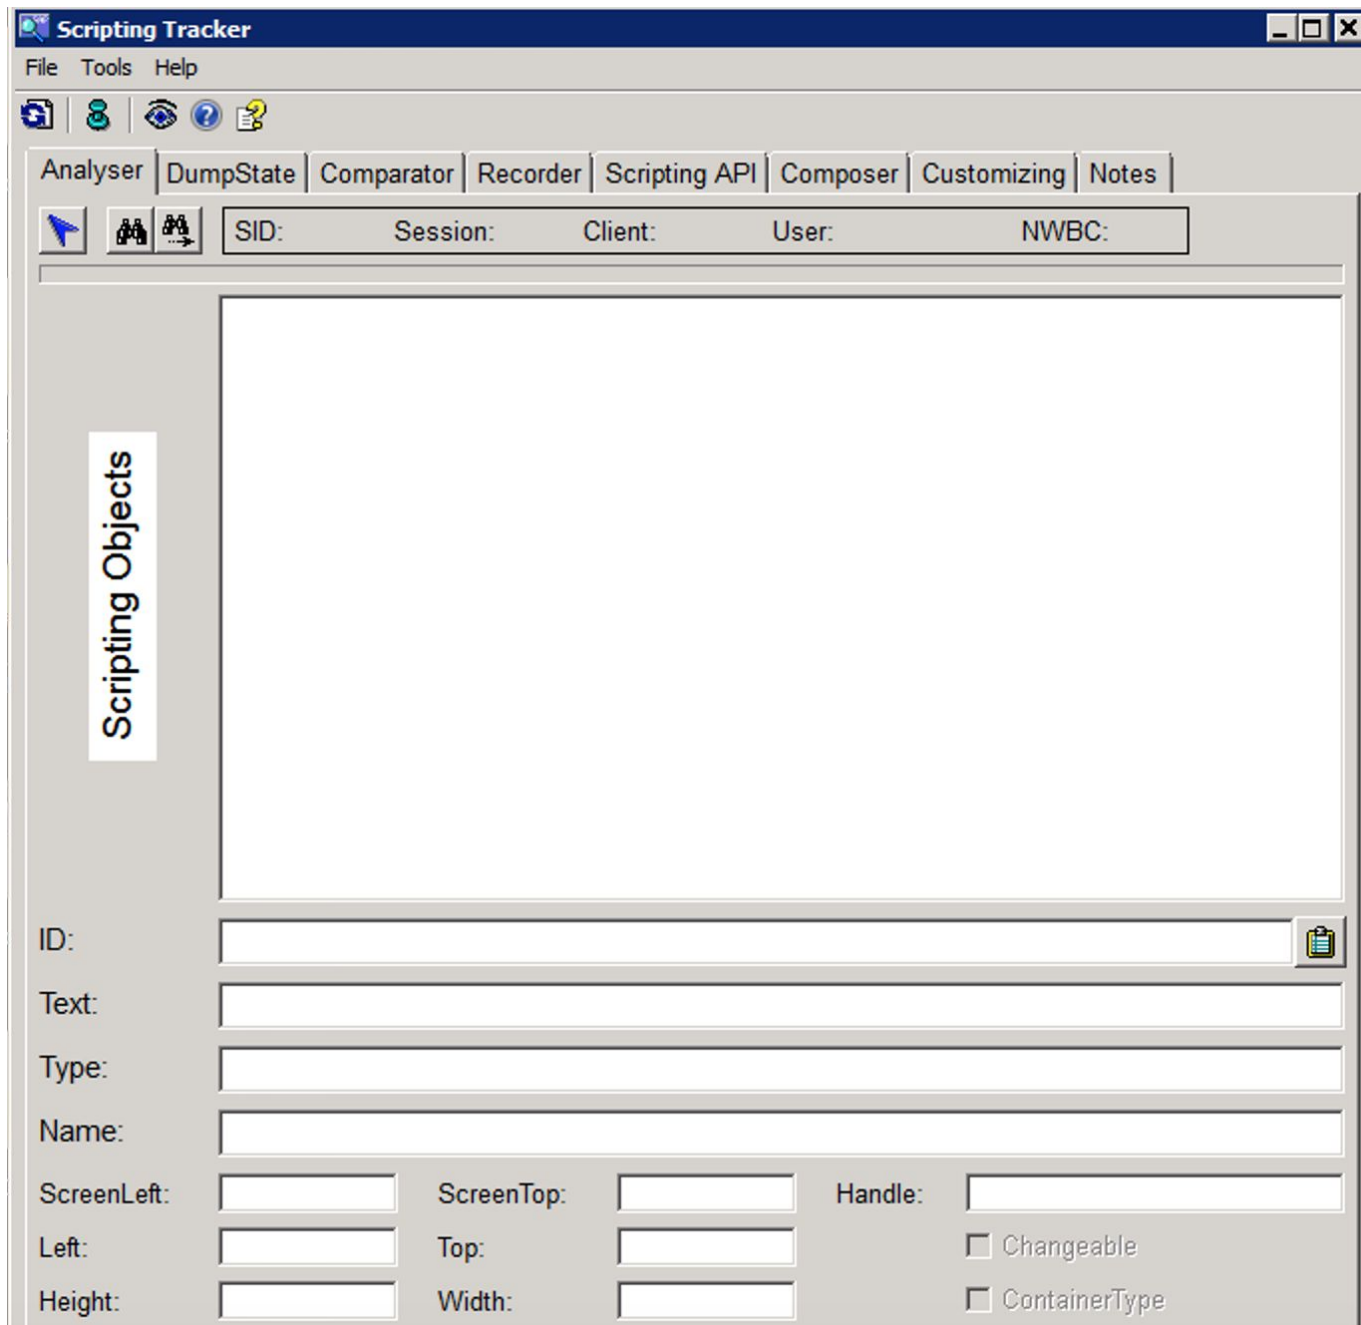 Scripting Tracker
File Tools Help
Analyser DumpState Comparator Recorder Scripting API Composer Customizing Notes
SID: Session: Client: User: NWBC:
Scripting Objects
ID:
Text:
Type:
Name:
ScreenLeft: ScreenTop: Handle:
Left: Top: Changeable
Height: Width: ContainerType